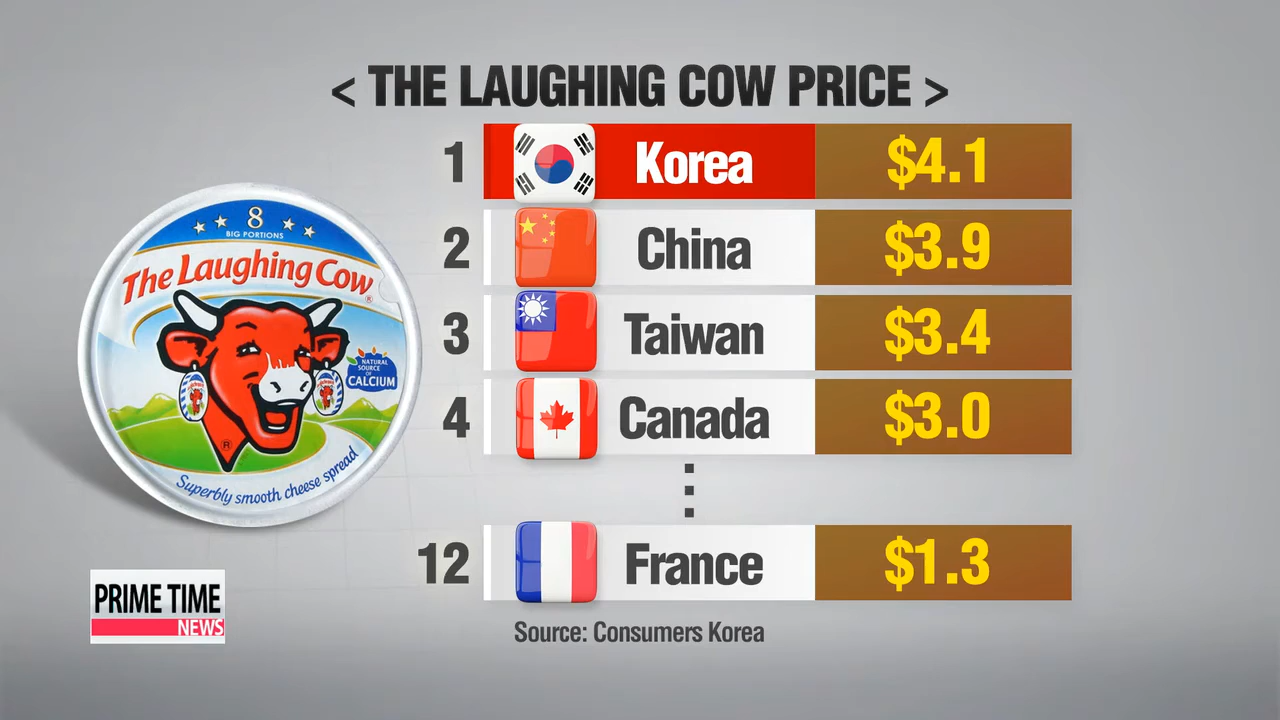 < THE LAUGHING COW PRICE >
1 Korea $4.1
2 China $3.9
3 Taiwan $3.4
4 Canada $3.0
12 France $1.3
Source: Consumers Korea
8
BIG PORTIONS
The Laughing Cow
®
NATURAL
SOURCE
OF
CALCIUM
®
Superbly smooth cheese spread
PRIME TIME
NEWS